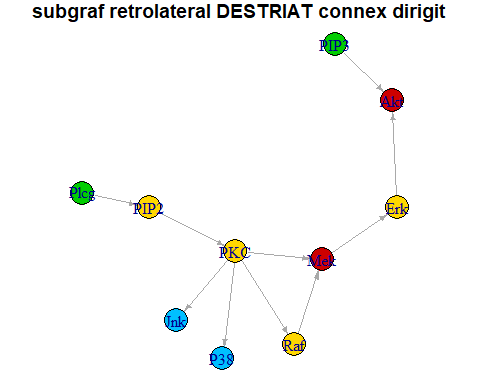 subgraf retrolateral DESTRIAT connex dirigit
PIP3
Akt
Plcg
PIP2
Erk
PKC
Mek
Jnk
P38
Raf